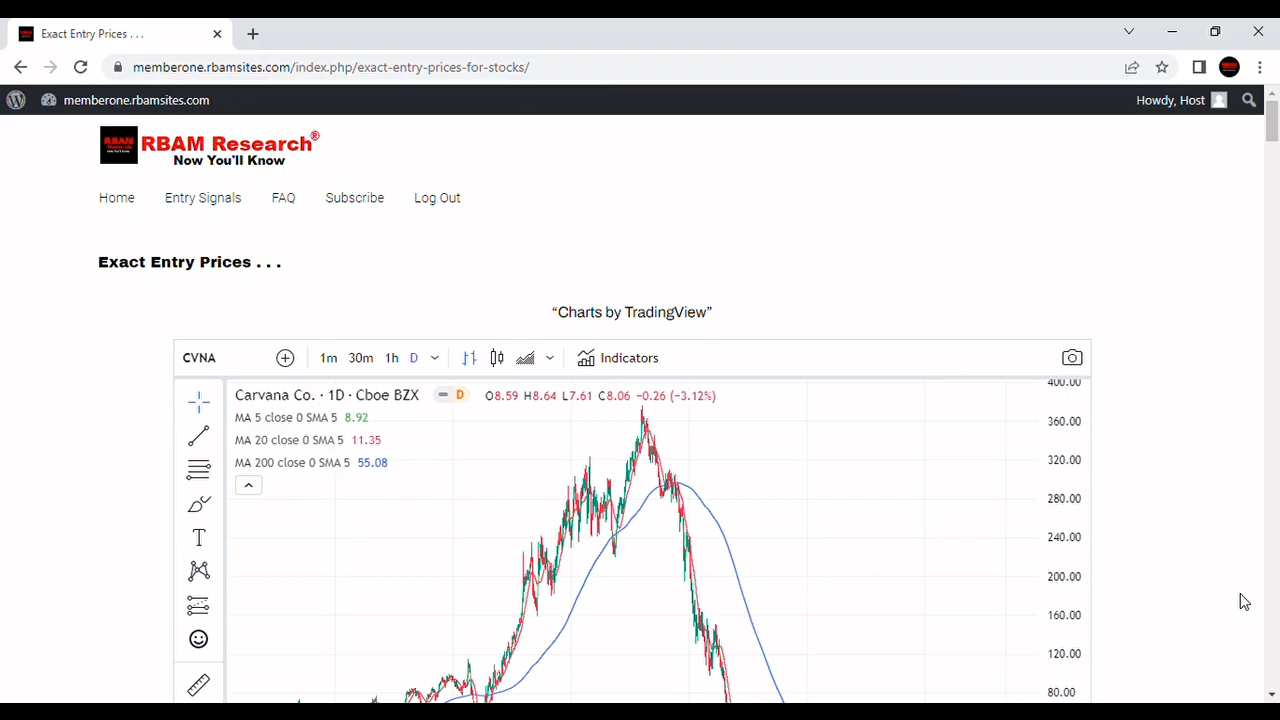 Exact Entry Prices . . .
memberone.rbamsites.com/index.php/exact-entry-prices-for-stocks/
memberone.rbamsites.com
Howdy, Host
RBAM Research®
Now You'll Know
Home Entry Signals FAQ Subscribe Log Out
Exact Entry Prices . . .
“Charts by TradingView”
CVNA 1m 30m 1h D Indicators
Carvana Co. · 1D · Cboe BZX D O8.59 H8.64 L7.61 C8.06 -0.26 (-3.12%)
MA 5 close 0 SMA 5 8.92
MA 20 close 0 SMA 5 11.35
MA 200 close 0 SMA 5 55.08
400.00
360.00
320.00
280.00
240.00
200.00
160.00
120.00
80.00